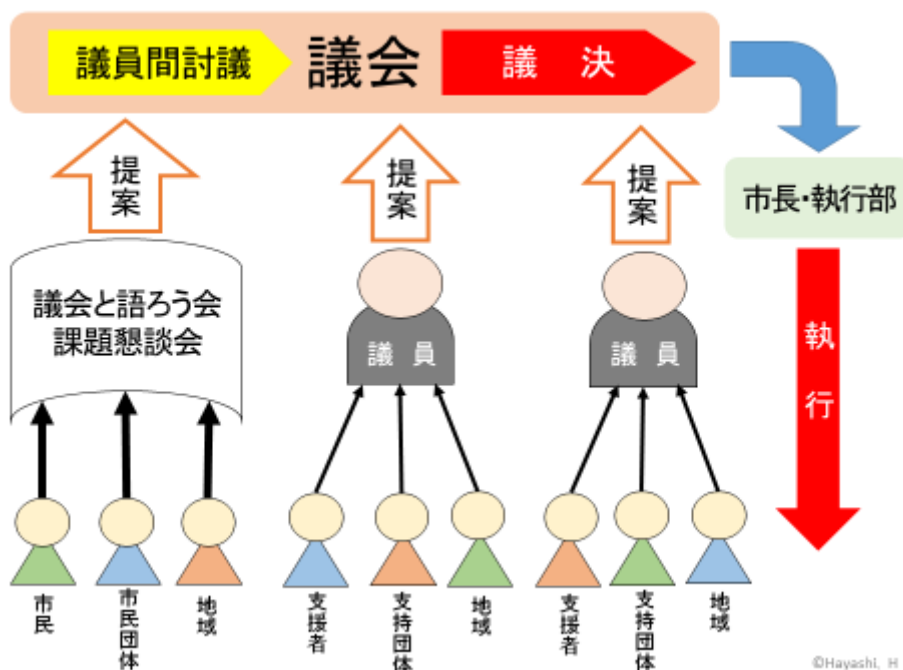 議員間討議
議会
議 決
提案
提案
提案
市長・執行部
議会と語ろう会
課題懇談会
議 員
議 員
執行
市民
市民団体
地域
支援者
支持団体
地域
支援者
支持団体
地域
©Hayashi, H